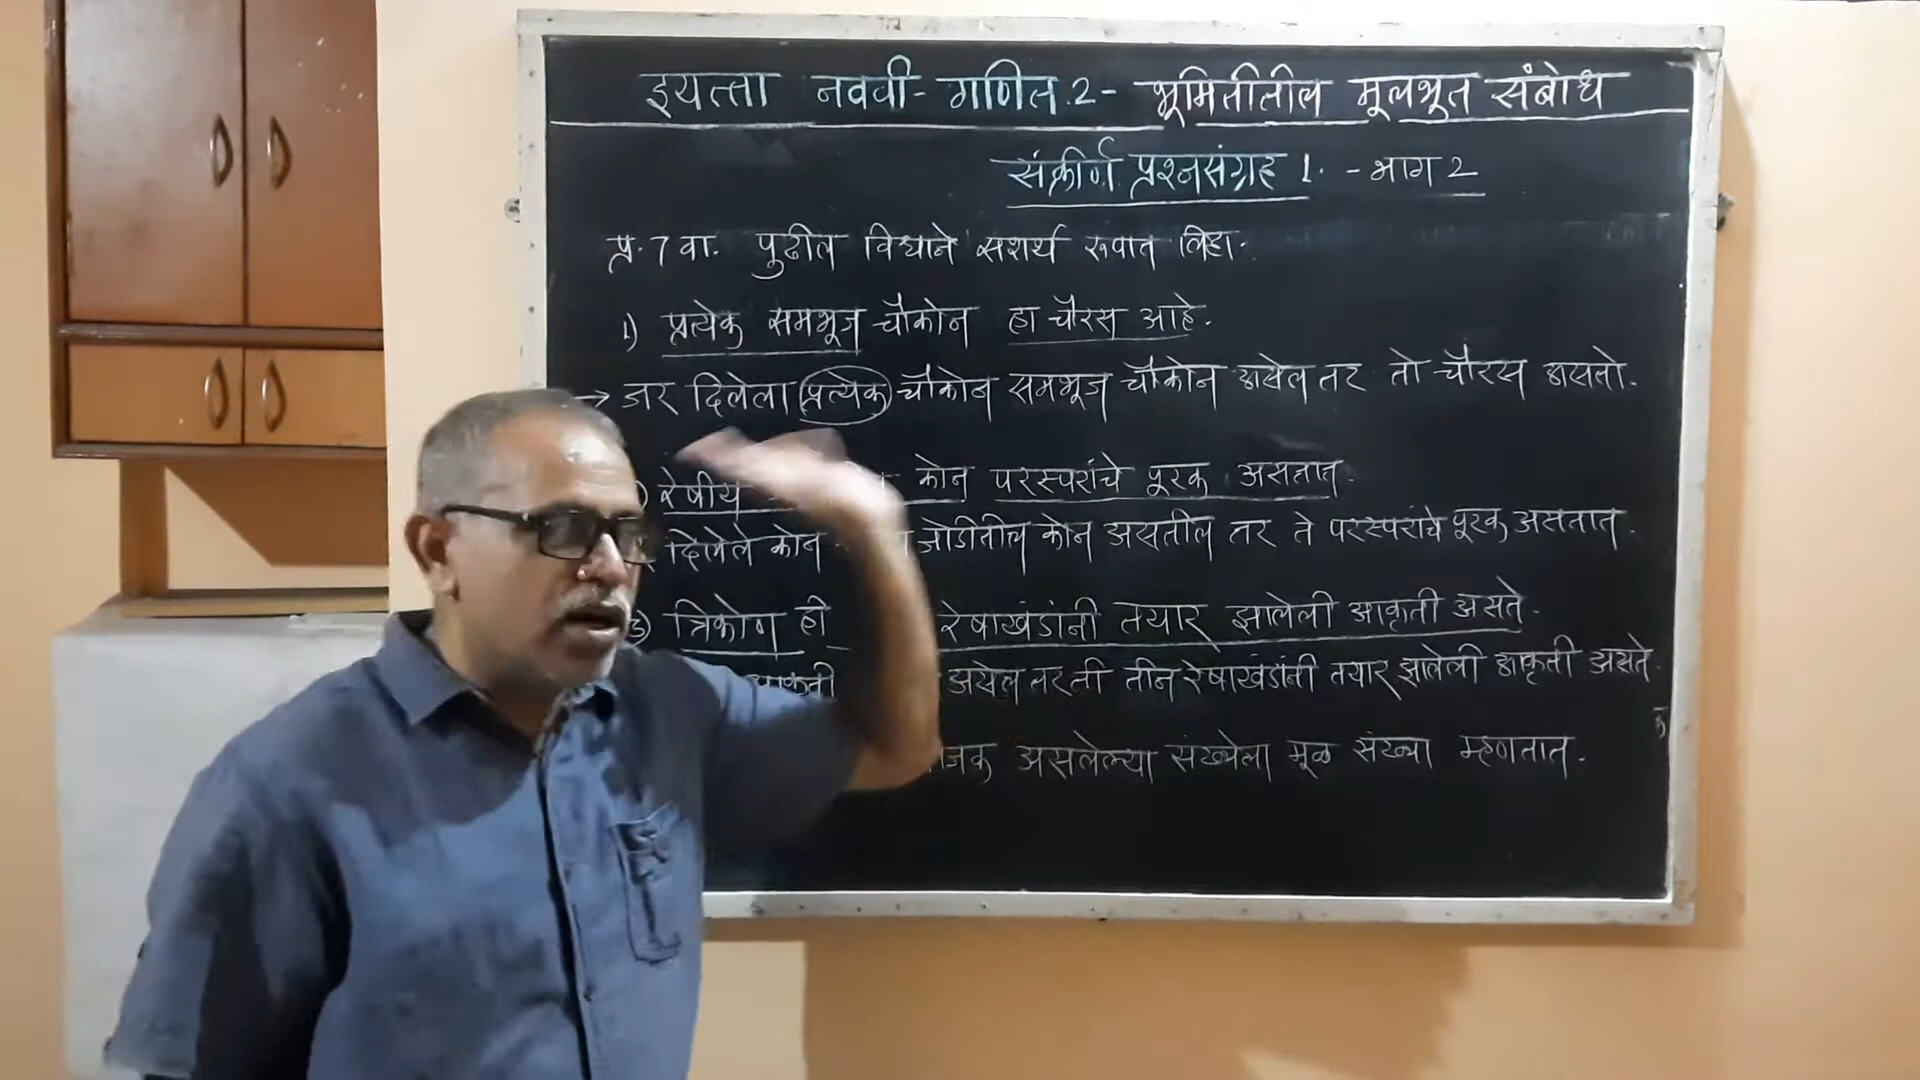 इयत्ता नववी - गणित 2 - भूमितीतील मूलभूत संबोध
संकीर्ण प्रश्नसंग्रह 1. - भाग 2
प्र. 7 वा. पुढील विधाने सशर्थ रूपात लिहा.
1) प्रत्येक समभूज चौकोन हा चौरस आहे.
→ जर दिलेला प्रत्येक चौकोन समभूज चौकोन असेल तर तो चौरस असतो.
) रेषीय कोन परस्परांचे पूरक असतात.
दिलेले कोन जोडीतील कोन असतील तर ते परस्परांचे पूरक असतात.
3) त्रिकोण ही रेषाखंडांनी तयार झालेली आकृती असते.
आकृती असेल तर ती तीन रेषाखंडांनी तयार झालेली आकृती असते.
असलेल्या संख्येला मूळ संख्या म्हणतात.